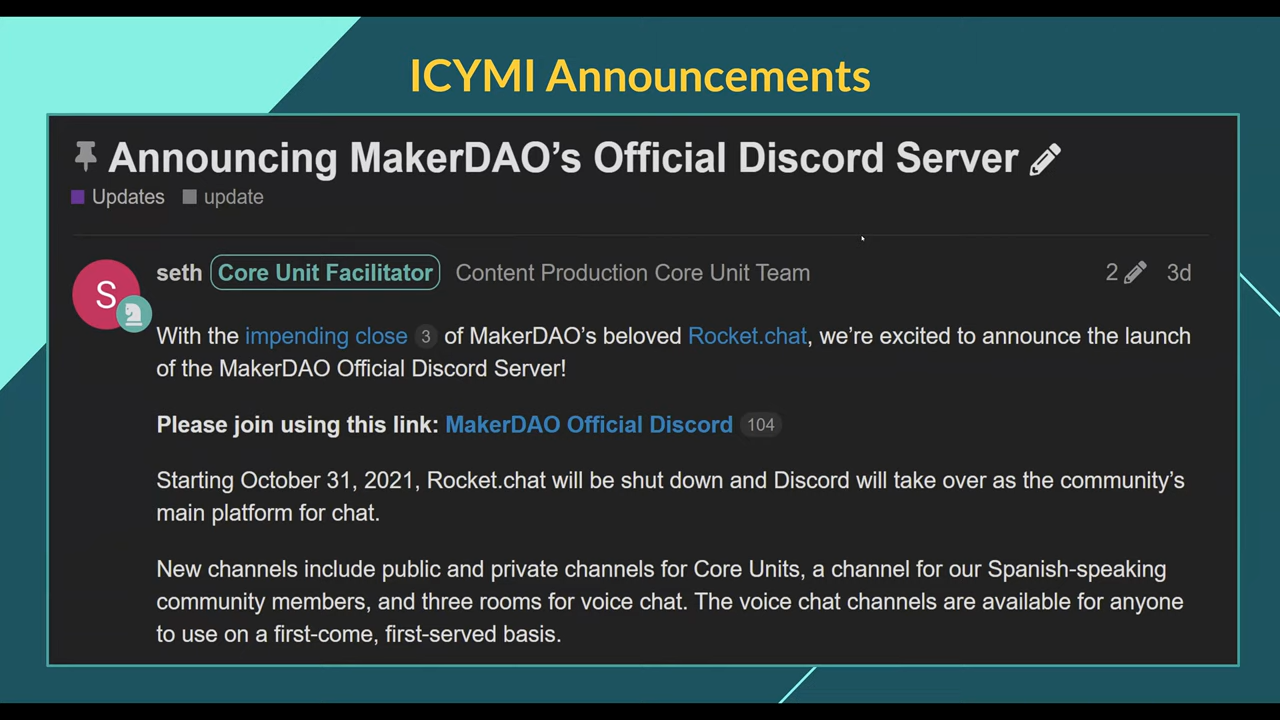 ICYMI Announcements
Announcing MakerDAO’s Official Discord Server
Updates update
S
seth Core Unit Facilitator Content Production Core Unit Team 2 3d
With the impending close 3 of MakerDAO’s beloved Rocket.chat, we’re excited to announce the launch
of the MakerDAO Official Discord Server!
Please join using this link: MakerDAO Official Discord 104
Starting October 31, 2021, Rocket.chat will be shut down and Discord will take over as the community’s
main platform for chat.
New channels include public and private channels for Core Units, a channel for our Spanish-speaking
community members, and three rooms for voice chat. The voice chat channels are available for anyone
to use on a first-come, first-served basis.